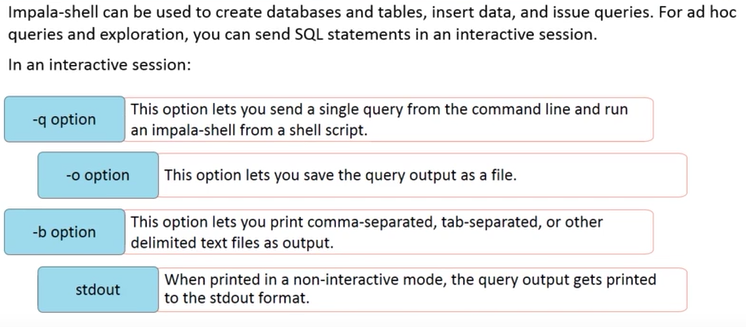 Impala-shell can be used to create databases and tables, insert data, and issue queries. For ad hoc
queries and exploration, you can send SQL statements in an interactive session.
In an interactive session:
-q option
This option lets you send a single query from the command line and run
an impala-shell from a shell script.
-o option
This option lets you save the query output as a file.
-b option
This option lets you print comma-separated, tab-separated, or other
delimited text files as output.
stdout
When printed in a non-interactive mode, the query output gets printed
to the stdout format.